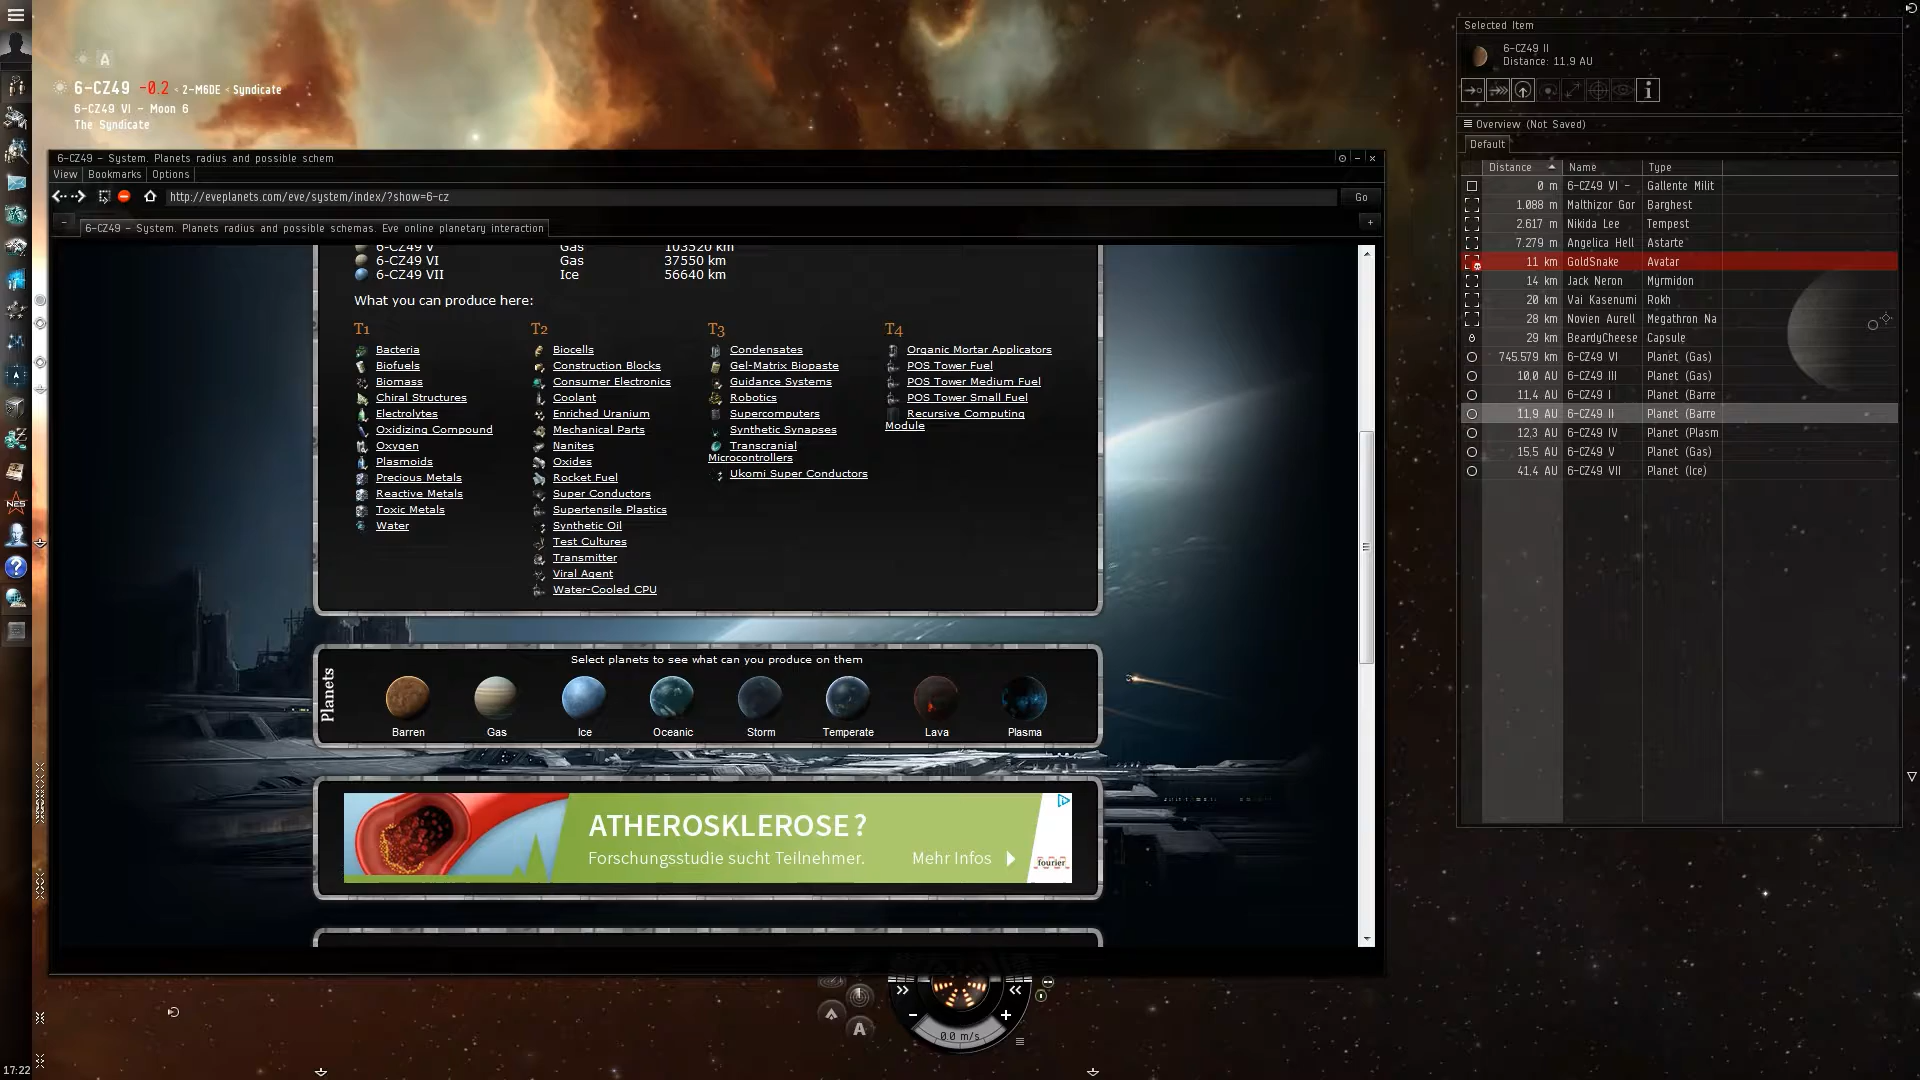 A
6-CZ49 -0.2 < 2-M6DE < Syndicate
6-CZ49 VI - Moon 6
The Syndicate
6-CZ49 - System. Planets radius and possible schem
View Bookmarks Options
http://eveplanets.com/eve/system/index/?show=6-cz Go
6-CZ49 - System. Planets radius and possible schemas. Eve online planetary interaction
6-CZ49 V Gas 103520 km
6-CZ49 VI Gas 37550 km
6-CZ49 VII Ice 56640 km
What you can produce here:
T1
Bacteria
Biofuels
Biomass
Chiral Structures
Electrolytes
Oxidizing Compound
Oxygen
Plasmoids
Precious Metals
Reactive Metals
Toxic Metals
Water
T2
Biocells
Construction Blocks
Consumer Electronics
Coolant
Enriched Uranium
Mechanical Parts
Nanites
Oxides
Rocket Fuel
Super Conductors
Supertensile Plastics
Synthetic Oil
Test Cultures
Transmitter
Viral Agent
Water-Cooled CPU
T3
Condensates
Gel-Matrix Biopaste
Guidance Systems
Robotics
Supercomputers
Synthetic Synapses
Transcranial
Microcontrollers
Ukomi Super Conductors
T4
Organic Mortar Applicators
POS Tower Fuel
POS Tower Medium Fuel
POS Tower Small Fuel
Recursive Computing
Module
Select planets to see what can you produce on them
Planets
Barren Gas Ice Oceanic Storm Temperate Lava Plasma
ATHEROSKLEROSE?
Forschungsstudie sucht Teilnehmer. Mehr Infos
fourier
Selected Item
6-CZ49 II
Distance: 11,9 AU
Overview (Not Saved)
Default
Distance Name Type
0 m 6-CZ49 VI - Gallente Milit
1.088 m Malthizor Gor Barghest
2.617 m Nikida Lee Tempest
7.279 m Angelica Hell Astarte
11 km GoldSnake Avatar
14 km Jack Neron Myrmidon
20 km Vai Kasenumi Rokh
28 km Novien Aurell Megathron Na
29 km BeardyCheese Capsule
745.579 km 6-CZ49 VI Planet (Gas)
10,0 AU 6-CZ49 III Planet (Gas)
11,4 AU 6-CZ49 I Planet (Barre
11,9 AU 6-CZ49 II Planet (Barre
12,3 AU 6-CZ49 IV Planet (Plasm
15,5 AU 6-CZ49 V Planet (Gas)
41,4 AU 6-CZ49 VII Planet (Ice)
NES
A
0.0 m/s
17:22